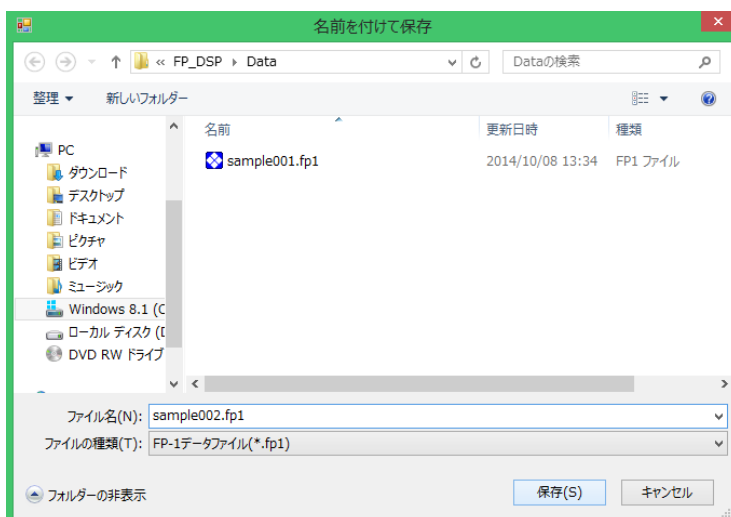 名前を付けて保存
« FP_DSP Data
Dataの検索
整理 新しいフォルダー
名前 更新日時 種類
sample001.fp1 2014/10/08 13:34 FP1 ファイル
PC
ダウンロード
デスクトップ
ドキュメント
ピクチャ
ビデオ
ミュージック
Windows 8.1 (C
ローカル ディスク (D
DVD RW ドライブ
ファイル名(N): sample002.fp1
ファイルの種類(T): FP-1データファイル(*.fp1)
フォルダーの非表示
保存(S)
キャンセル